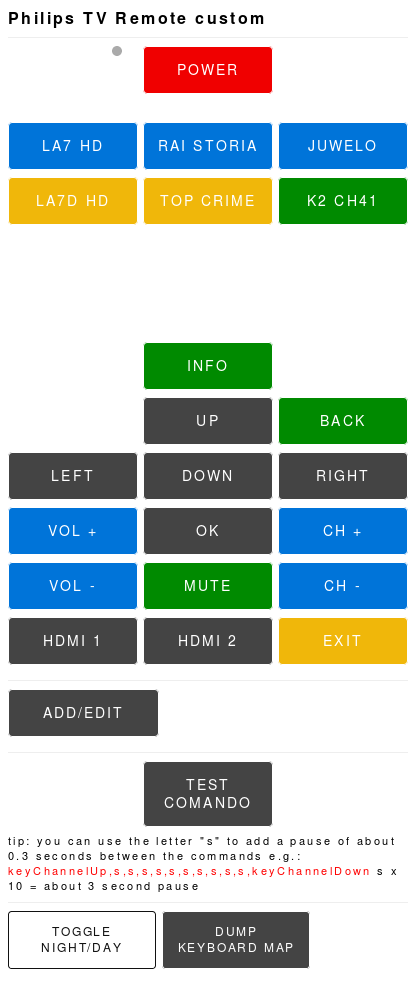 Philips TV Remote custom
POWER
LA7 HD RAI STORIA JUWELO
LA7D HD TOP CRIME K2 CH41
INFO
UP BACK
LEFT DOWN RIGHT
VOL + OK CH +
VOL - MUTE CH -
HDMI 1 HDMI 2 EXIT
ADD/EDIT
TEST
COMANDO
tip: you can use the letter "s" to add a pause of about
0.3 seconds between the commands e.g.:
keyChannelUp,s,s,s,s,s,s,s,s,s,s,keyChannelDown s x
10 = about 3 second pause
TOGGLE
NIGHT/DAY
DUMP
KEYBOARD MAP